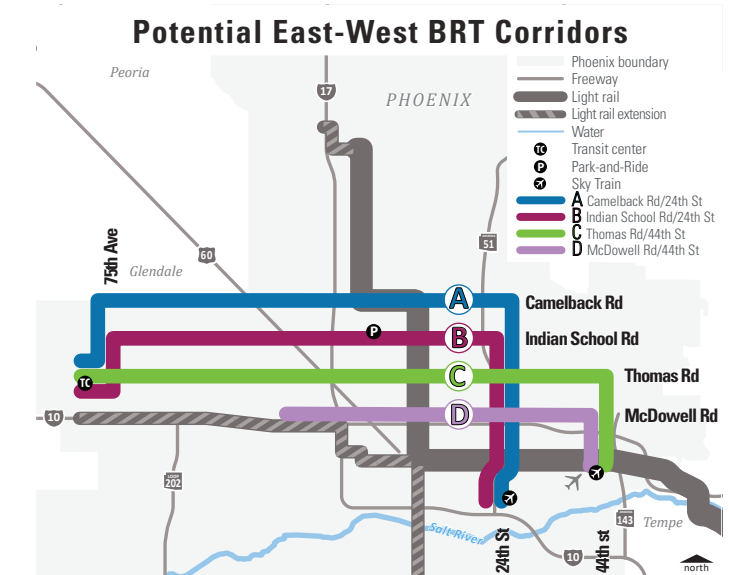 Potential East-West BRT Corridors
Peoria
17
PHOENIX
Phoenix boundary
Freeway
Light rail
Light rail extension
Water
TC Transit center
P Park-and-Ride
Sky Train
A Camelback Rd/24th St
B Indian School Rd/24th St
C Thomas Rd/44th St
D McDowell Rd/44th St
51
75th Ave
60
Glendale
A
Camelback Rd
P
B
Indian School Rd
TC
C
Thomas Rd
10
D
McDowell Rd
LOOP
202
143
Tempe
Salt River
24th St
10
44th st
north